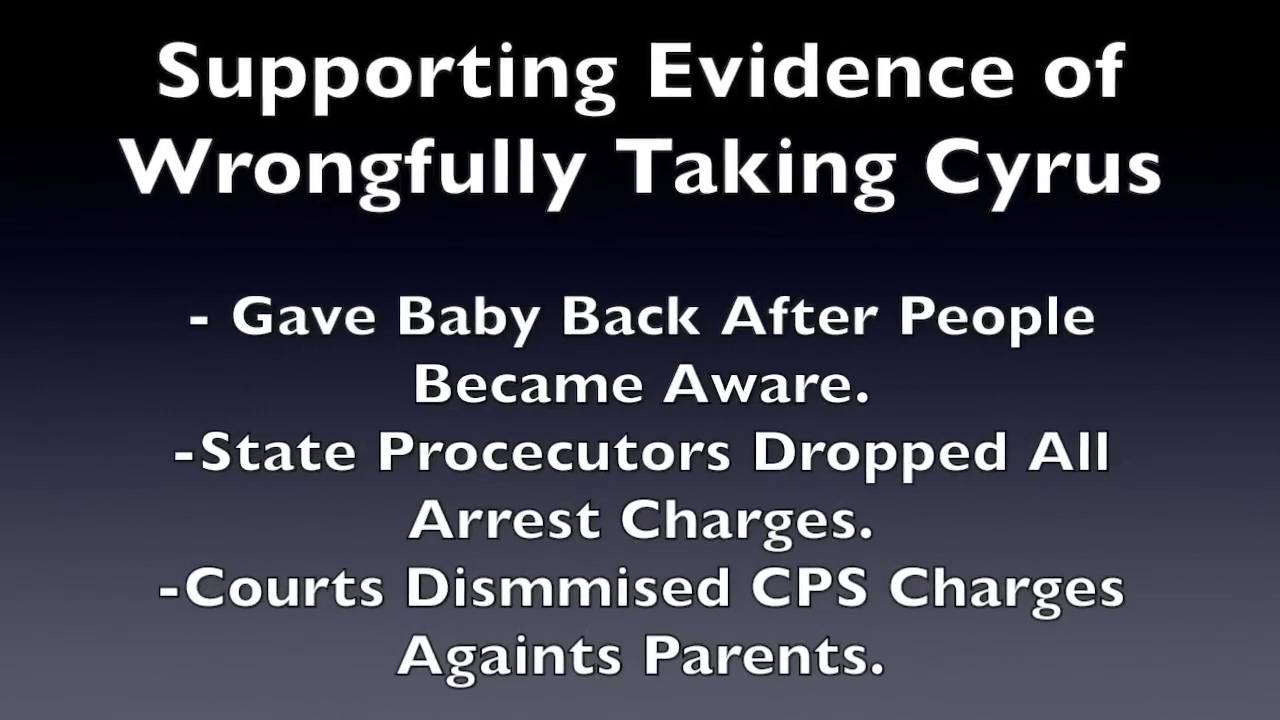 Supporting Evidence of
Wrongfully Taking Cyrus
- Gave Baby Back After People
Became Aware.
-State Procecutors Dropped All
Arrest Charges.
-Courts Dismmised CPS Charges
Againts Parents.